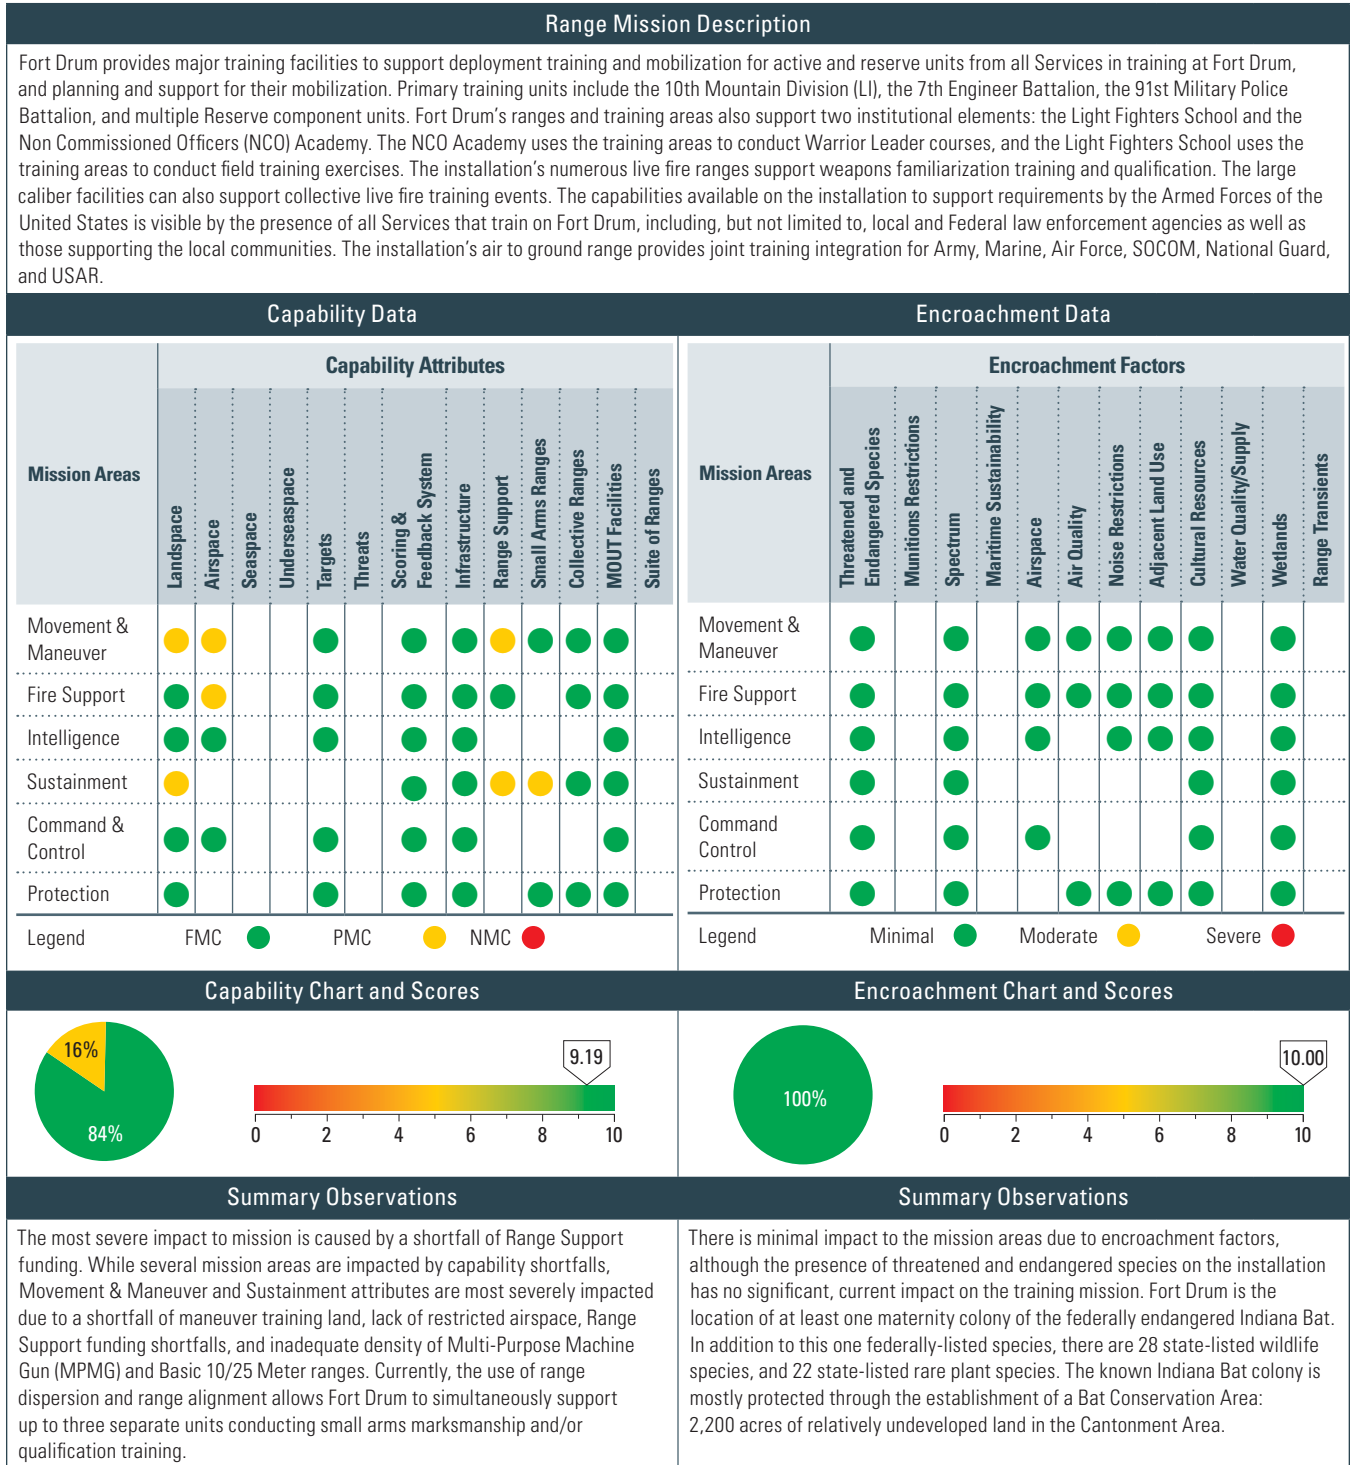 Range Mission Description
Fort Drum provides major training facilities to support deployment training and mobilization for active and reserve units from all Services in training at Fort Drum,
and planning and support for their mobilization. Primary training units include the 10th Mountain Division (LI), the 7th Engineer Battalion, the 91st Military Police
Battalion, and multiple Reserve component units. Fort Drum's ranges and training areas also support two institutional elements: the Light Fighters School and the
Non Commissioned Officers (NCO) Academy. The NCO Academy uses the training areas to conduct Warrior Leader courses, and the Light Fighters School uses the
training areas to conduct field training exercises. The installation's numerous live fire ranges support weapons familiarization training and qualification. The large
caliber facilities can also support collective live fire training events. The capabilities available on the installation to support requirements by the Armed Forces of the
United States is visible by the presence of all Services that train on Fort Drum, including, but not limited to, local and Federal law enforcement agencies as well as
those supporting the local communities. The installation's air to ground range provides joint training integration for Army, Marine, Air Force, SOCOM, National Guard,
and USAR.
Capability Data
Capability Attributes
Mission Areas
Landspace
Airspace
Seaspace
Underseaspace
Targets
Threats
Scoring &
Feedback System
Infrastructure
Range Support
Small Arms Ranges
Collective Ranges
MOUT Facilities
Suite of Ranges
Movement &
Maneuver
Fire Support
Intelligence
Sustainment
Command &
Control
Protection
Legend FMC PMC NMC
Encroachment Data
Encroachment Factors
Mission Areas
Threatened and
Endangered Species
Munitions Restrictions
Spectrum
Maritime Sustainability
Airspace
Air Quality
Noise Restrictions
Adjacent Land Use
Cultural Resources
Water Quality/Supply
Wetlands
Range Transients
Movement &
Maneuver
Fire Support
Intelligence
Sustainment
Command
Control
Protection
Legend Minimal Moderate Severe
Capability Chart and Scores
16%
84%
9.19
0 2 4 6 8 10
Encroachment Chart and Scores
100%
10.00
0 2 4 6 8 10
Summary Observations
The most severe impact to mission is caused by a shortfall of Range Support
funding. While several mission areas are impacted by capability shortfalls,
Movement & Maneuver and Sustainment attributes are most severely impacted
due to a shortfall of maneuver training land, lack of restricted airspace, Range
Support funding shortfalls, and inadequate density of Multi-Purpose Machine
Gun (MPMG) and Basic 10/25 Meter ranges. Currently, the use of range
dispersion and range alignment allows Fort Drum to simultaneously support
up to three separate units conducting small arms marksmanship and/or
qualification training.
Summary Observations
There is minimal impact to the mission areas due to encroachment factors,
although the presence of threatened and endangered species on the installation
has no significant, current impact on the training mission. Fort Drum is the
location of at least one maternity colony of the federally endangered Indiana Bat.
In addition to this one federally-listed species, there are 28 state-listed wildlife
species, and 22 state-listed rare plant species. The known Indiana Bat colony is
mostly protected through the establishment of a Bat Conservation Area:
2,200 acres of relatively undeveloped land in the Cantonment Area.